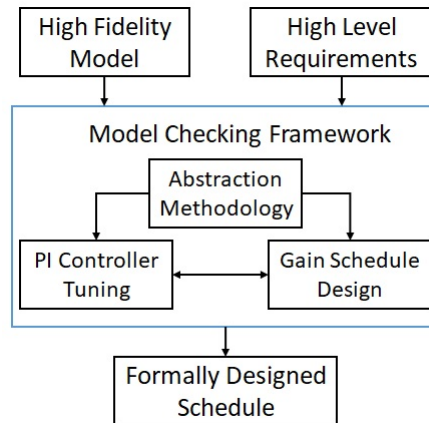 High Fidelity
Model
High Level
Requirements
Model Checking Framework
Abstraction
Methodology
PI Controller
Tuning
Gain Schedule
Design
Formally Designed
Schedule